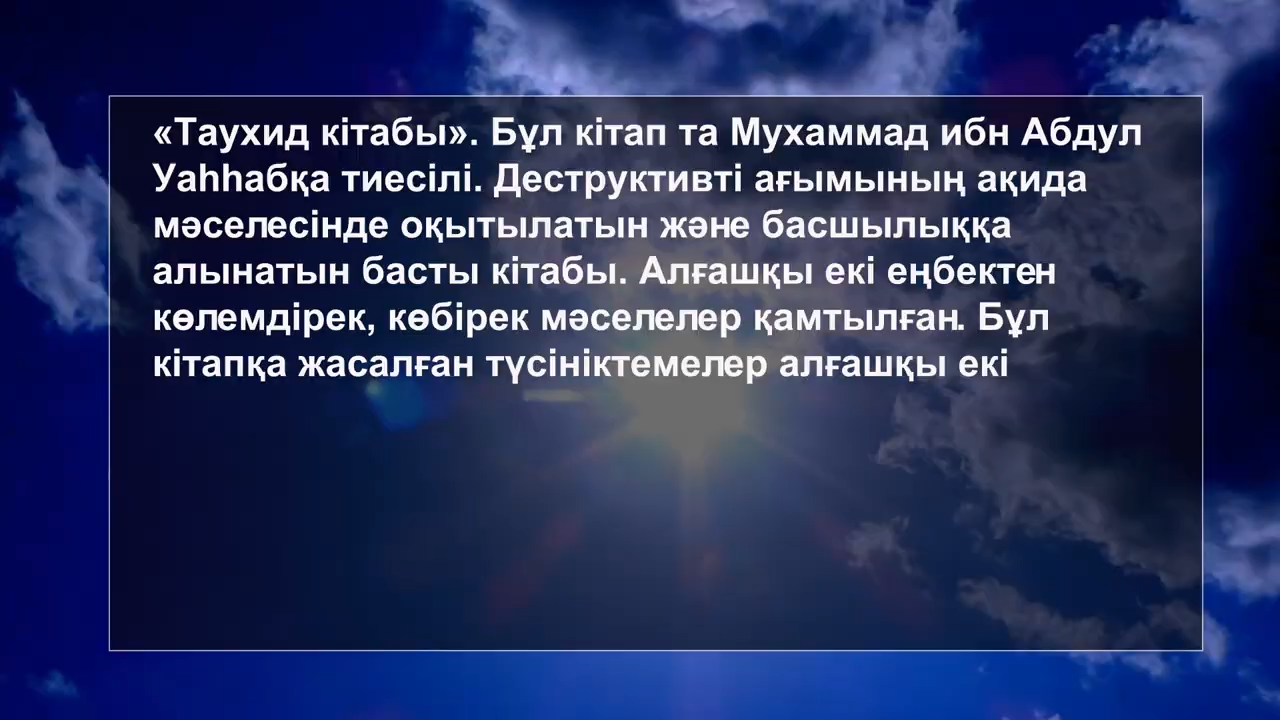 «Таухид кітабы». Бұл кітап та Мухаммад ибн Абдул
Уаһһабқа тиесілі. Деструктивті ағымының ақида
мәселесінде оқытылатын және басшылыққа
алынатын басты кітабы. Алғашқы екі еңбектен
көлемдірек, көбірек мәселелер қамтылған. Бұл
кітапқа жасалған түсініктемелер алғашқы екі